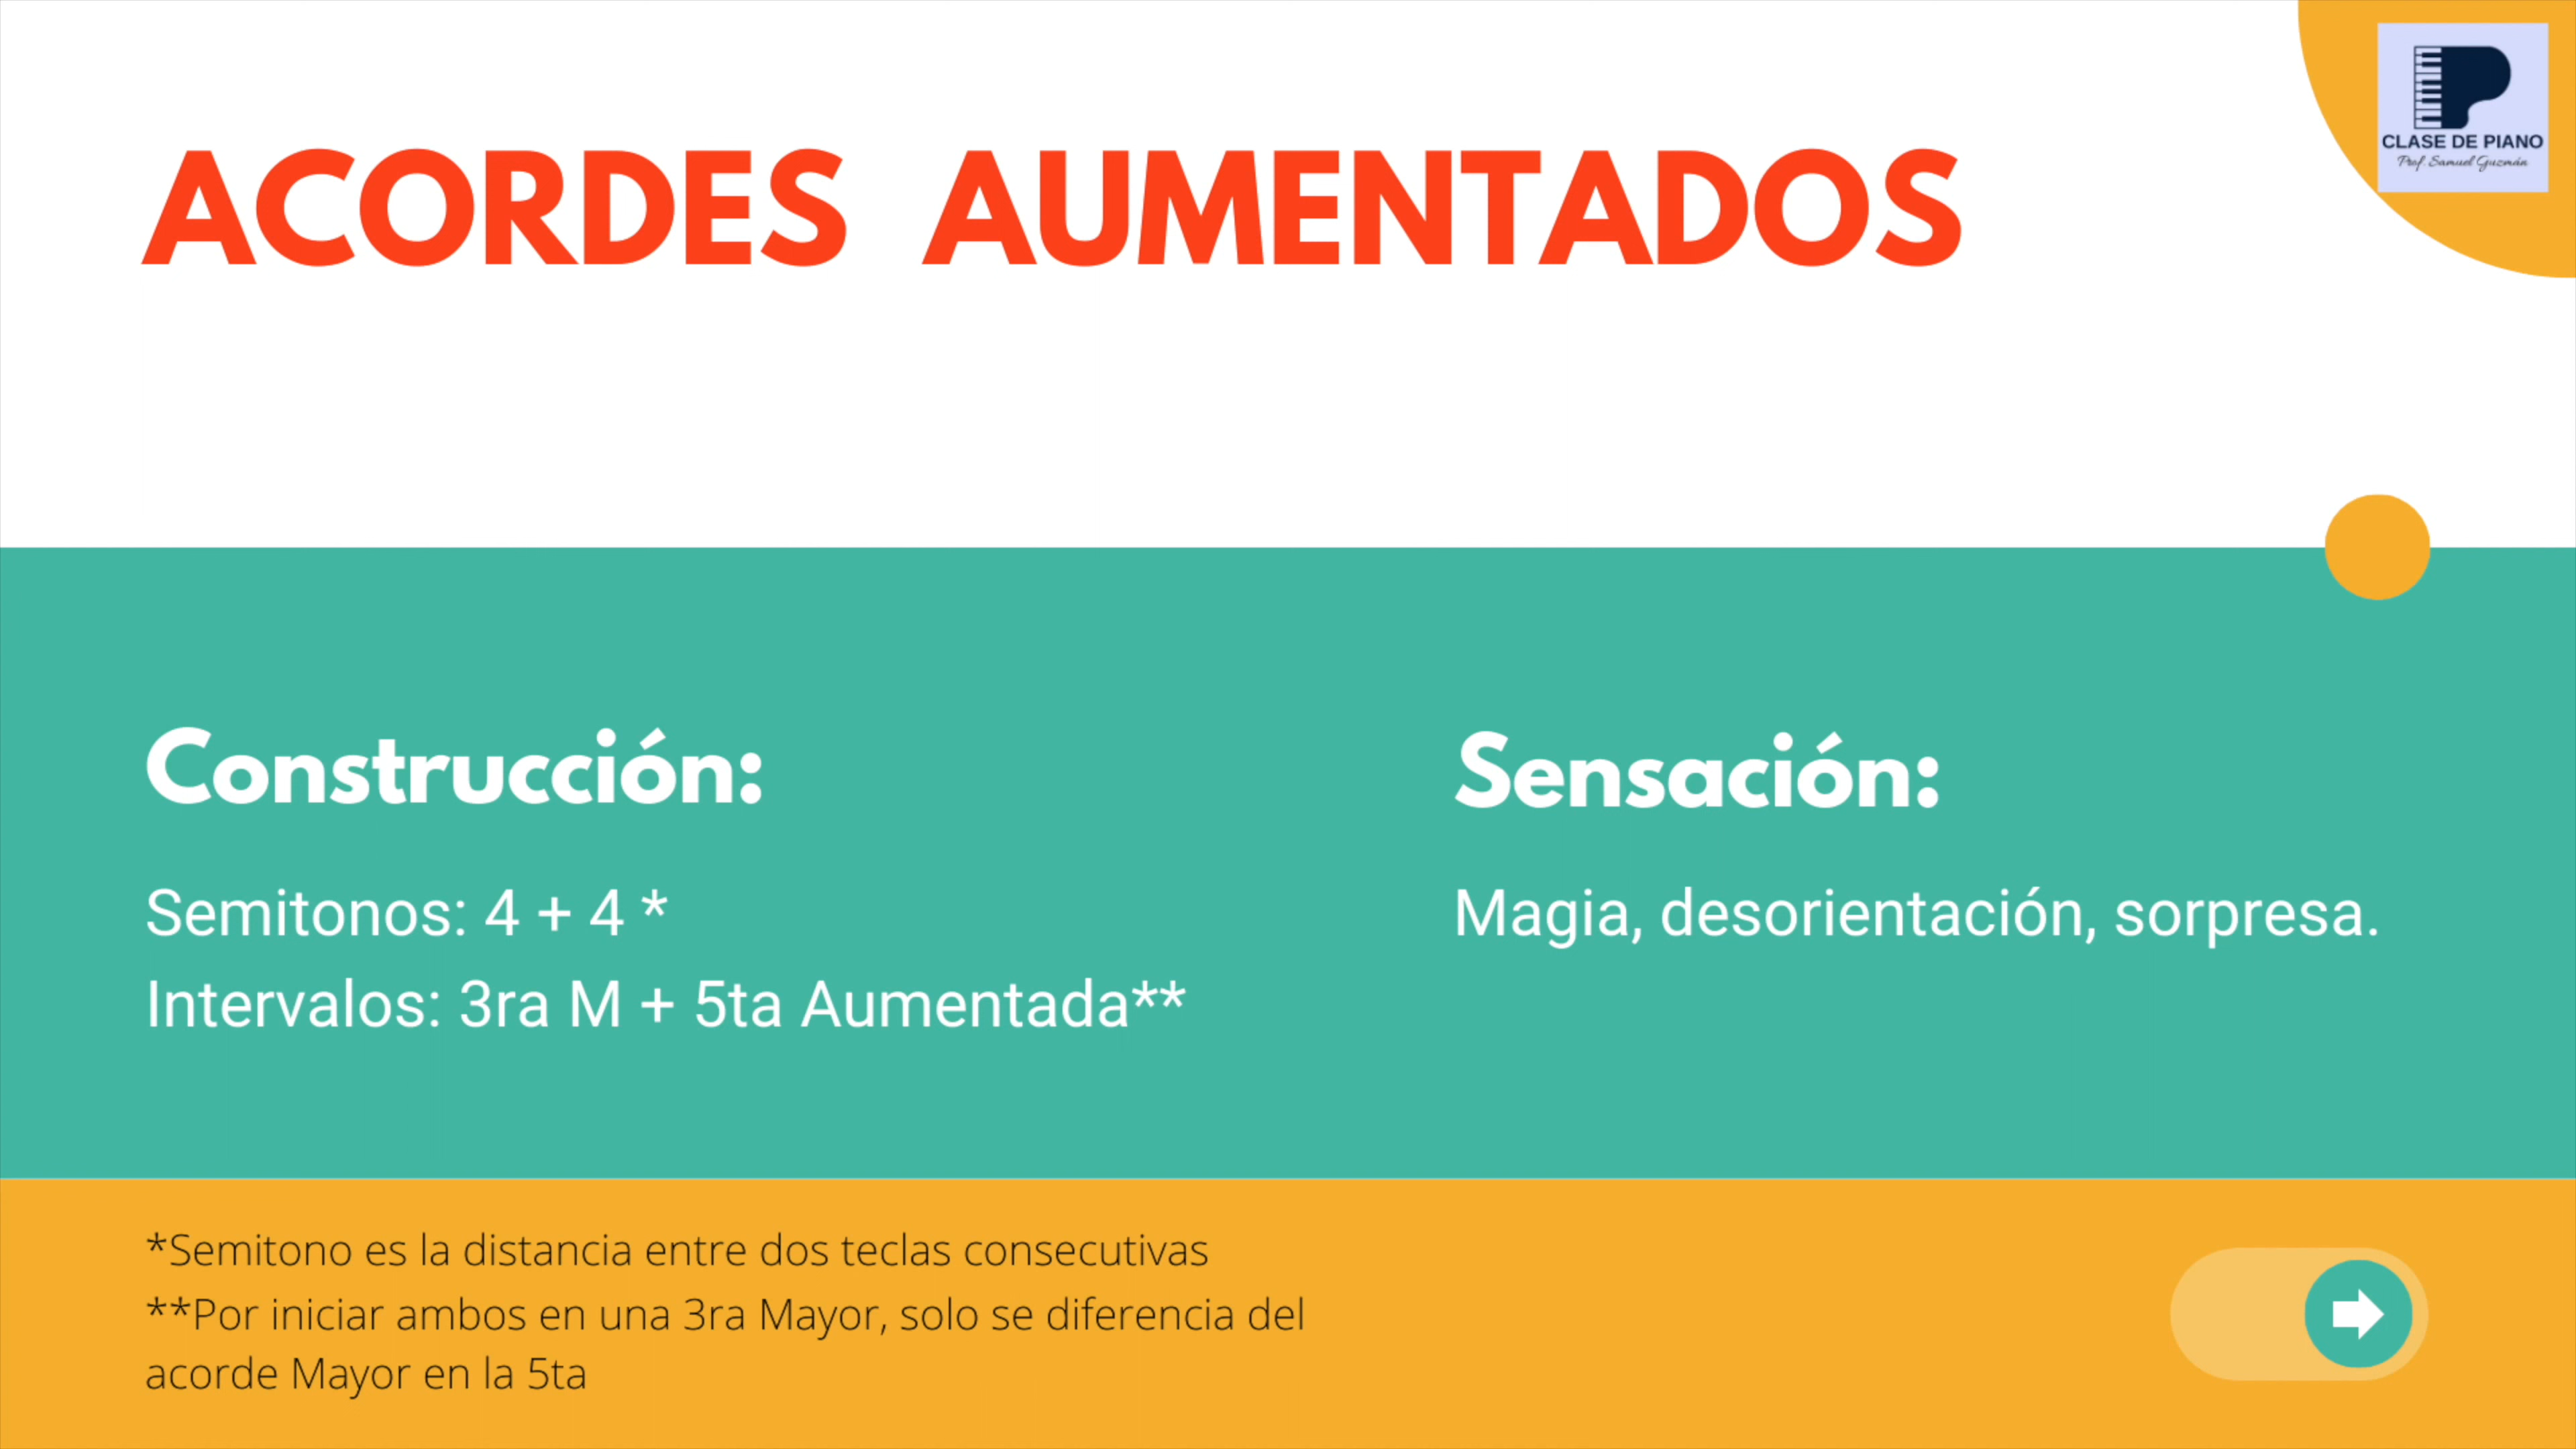 CLASE DE PIANO
Prof. Samuel Guzmán
ACORDES AUMENTADOS
Construcción:
Semitonos: 4 + 4 *
Intervalos: 3ra M + 5ta Aumentada**
Sensación:
Magia, desorientación, sorpresa.
*Semitono es la distancia entre dos teclas consecutivas
**Por iniciar ambos en una 3ra Mayor, solo se diferencia del
acorde Mayor en la 5ta